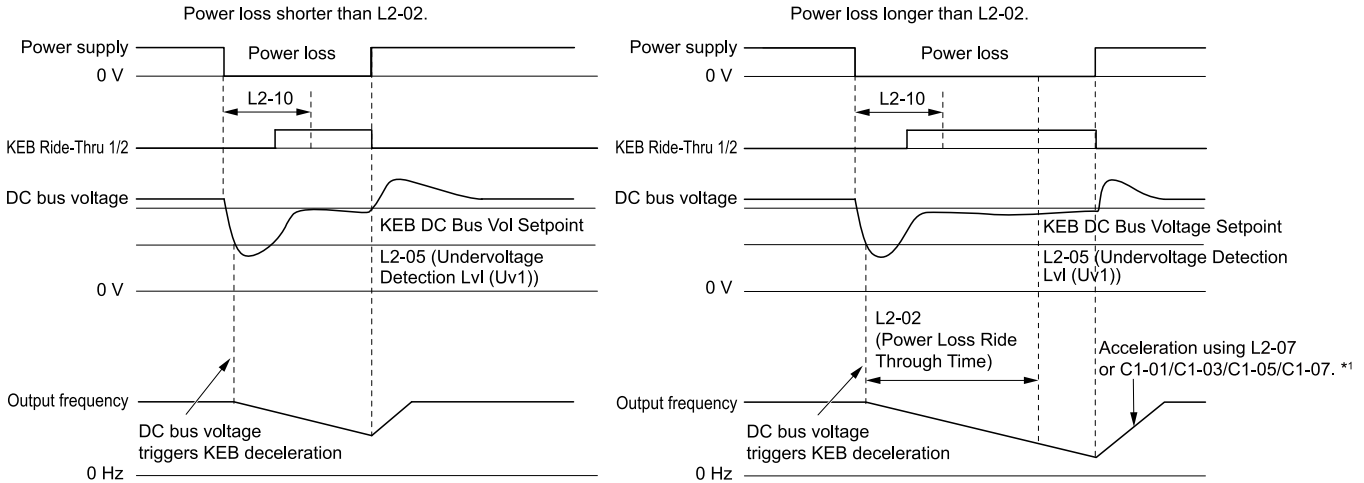 Power loss shorter than L2-02.
Power supply
Power loss
0 V
L2-10
KEB Ride-Thru 1/2
DC bus voltage
KEB DC Bus Vol Setpoint
L2-05 (Undervoltage
Detection Lvl (Uv1))
0 V
Output frequency
DC bus voltage
triggers KEB deceleration
0 Hz
Power loss longer than L2-02.
Power supply
Power loss
0 V
L2-10
KEB Ride-Thru 1/2
DC bus voltage
KEB DC Bus Voltage Setpoint
L2-05 (Undervoltage Detection
Lvl (Uv1))
0 V
L2-02
(Power Loss Ride
Through Time)
Acceleration using L2-07
or C1-01/C1-03/C1-05/C1-07. *1
Output frequency
DC bus voltage
triggers KEB deceleration
0 Hz